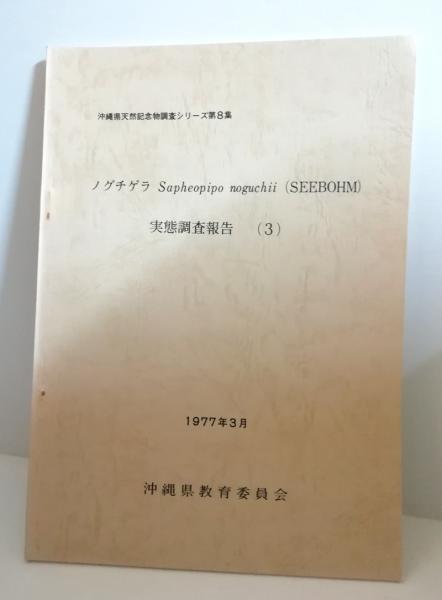 沖縄県天然記念物調査シリーズ第8集
ノグチゲラ Sapheopipo noguchii (SEEBOHM)
実態調査報告 (3)
1977年3月
沖縄県教育委員会